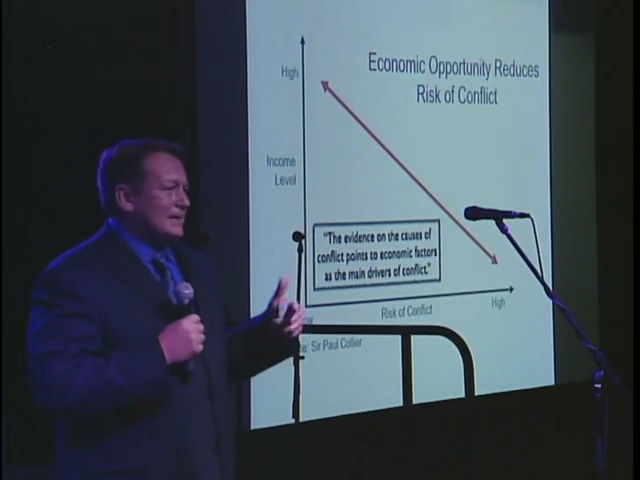 Economic Opportunity Reduces
Risk of Conflict
High
Income
Level
"The evidence on the causes of
conflict points to economic factors
as the main drivers of conflict."
Risk of Conflict
High
Sir Paul Collier